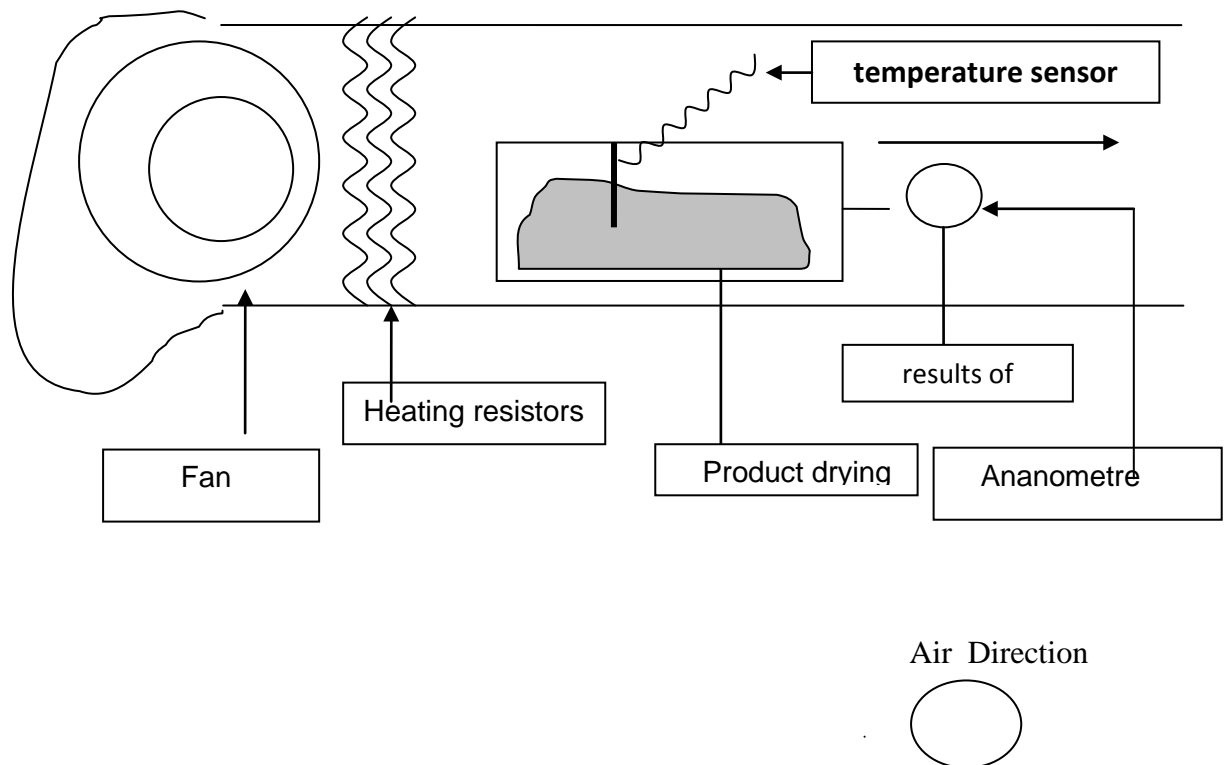 temperature sensor
results of
Heating resistors
Fan
Product drying
Ananometre
Air Direction